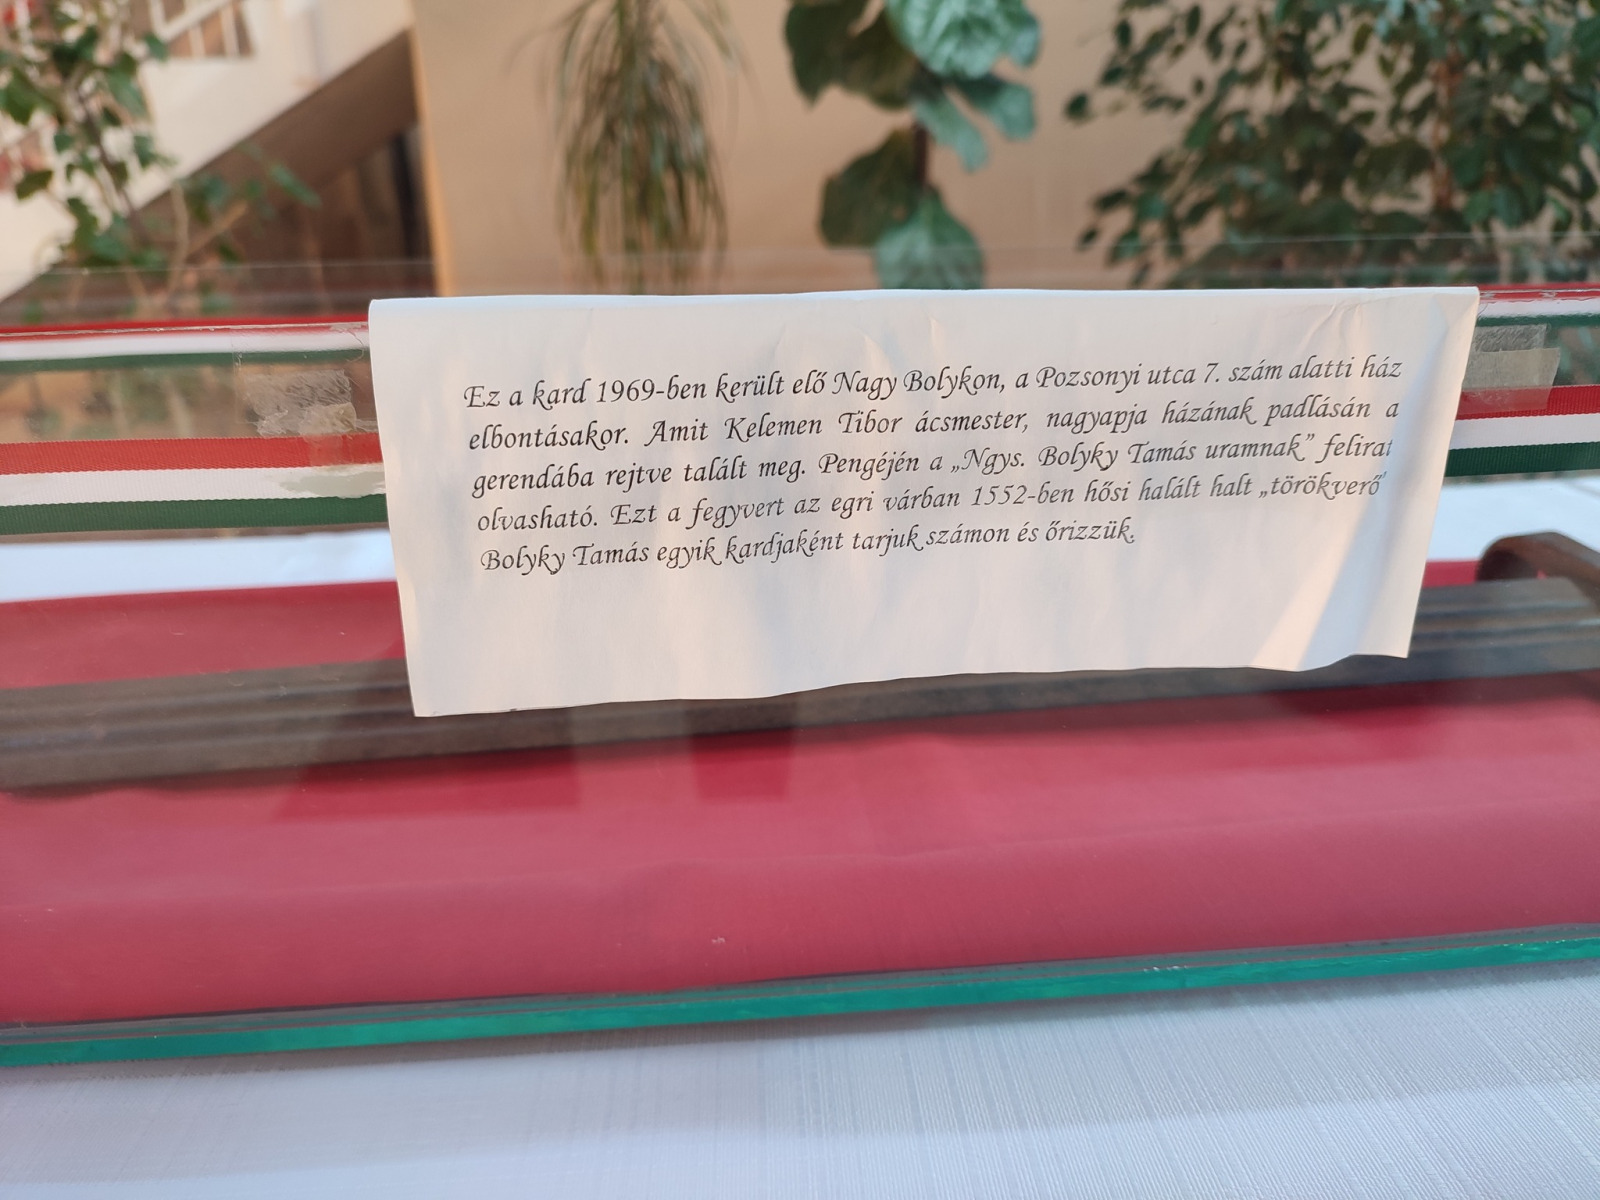 Ez a kard 1969-ben került elő Nagy Bolykon, a Pozsonyi utca 7. szám alatti ház
elbontásakor. Amit Kelemen Tibor ácsmester, nagyapja házának padlásán a
gerendába rejtve talált meg. Pengéjén a „Ngys. Bolyky Tamás uramnak” felirat
olvasható. Ezt a fegyvert az egri várban 1552-ben hősi halált halt „törökverő”
Bolyky Tamás egyik kardjaként tarjuk számon és őrizzük.